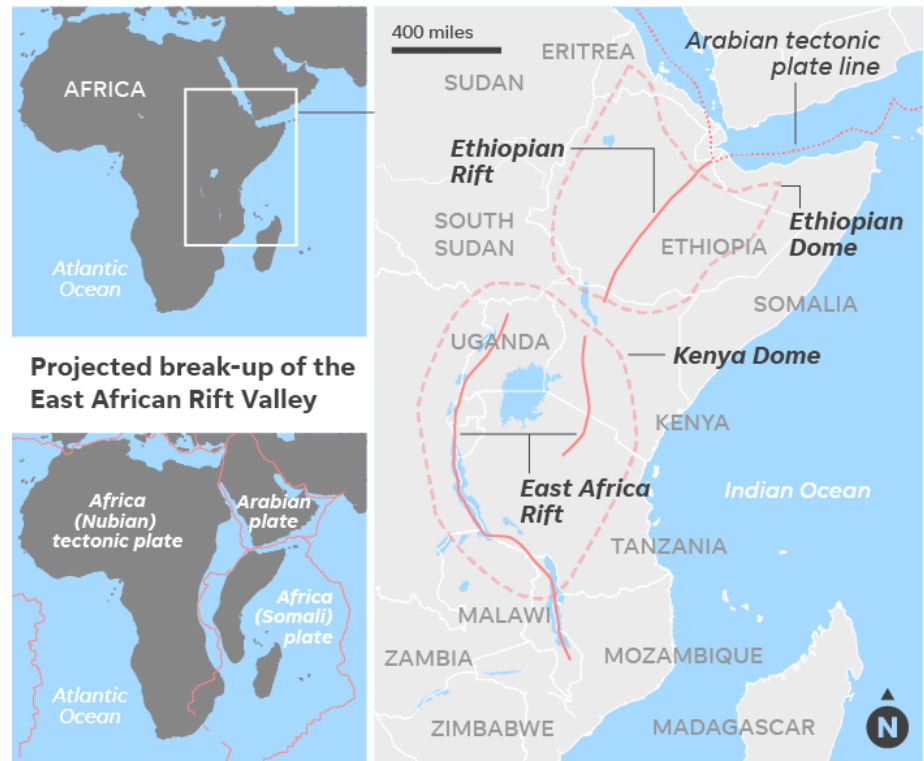 AFRICA
Atlantic
Ocean
Projected break-up of the
East African Rift Valley
Africa
(Nubian)
tectonic plate
Arabian
plate
Africa
(Somali)
plate
Atlantic
Ocean
400 miles
ERITREA
SUDAN
Arabian tectonic
plate line
Ethiopian
Rift
SOUTH
SUDAN
ETHIOPIA
Ethiopian
Dome
SOMALIA
UGANDA
Kenya Dome
KENYA
East Africa
Rift
Indian Ocean
TANZANIA
MALAWI
ZAMBIA
MOZAMBIQUE
ZIMBABWE
MADAGASCAR
N